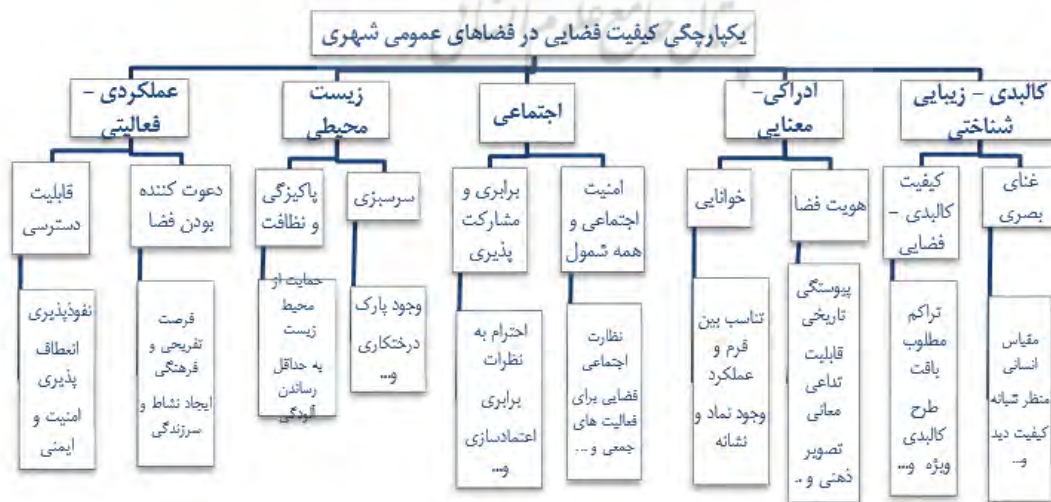 یکپارچگی کیفیت فضایی در فضاهای عمومی شهری
کالبدی – زیبایی
شناختی
ادراکی–
معنایی
اجتماعی
زیست
محیطی
عملکردی –
فعالیتی
غنای
بصری
کیفیت
کالبدی –
فضایی
هویت فضا
خوانایی
امنیت
اجتماعی و
همه شمول
برابری و
مشارکت
پذیری
سرسبزی
پاکیزگی
و نظافت
دعوت کننده
بودن فضا
قابلیت
دسترسی
مقیاس
انسانی
منظر شبانه
کیفیت دید
و...
تراکم
مطلوب
بافت
طرح
کالبدی
ویژه و...
پیوستگی
تاریخی
قابلیت
تداعی
معانی
تصویر
ذهنی و ..
تناسب بین
فرم و
عملکرد
وجود نماد و
نشانه
نظارت
اجتماعی
فضایی برای
فعالیت های
جمعی و ...
احترام به
نظرات
برابری
اعتمادسازی
و...
وجود پارک
درختکاری
و...
حمایت از
محیط
زیست
به حداقل
رساندن
آلودگی
فرصت
تفریحی و
فرهنگی
ایجاد نشاط و
سرزندگی
نفوذپذیری
انعطاف
پذیری
امنیت و
ایمنی